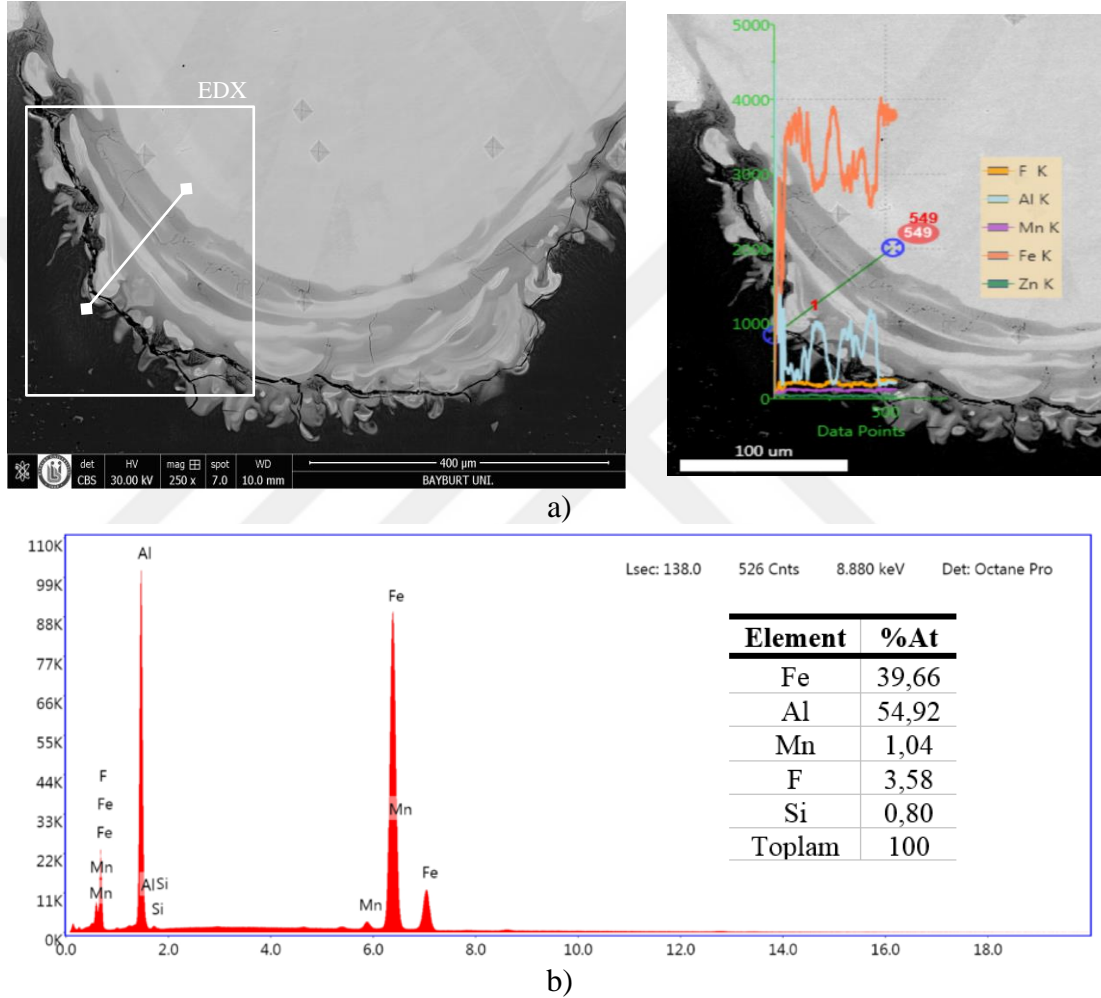 EDX
det HV mag spot WD
CBS 30.00 kV 250 x 7.0 10.0 mm
400 µm
BAYBURT UNI.
5000
4000
3000
2000
1000
0
549
549
1
F K
Al K
Mn K
Fe K
Zn K
500
Data Points
100 um
a)
110K
99K
88K
77K
66K
55K
44K
33K
22K
11K
0K
Al
Fe
F
Fe
Fe
Mn
Mn
Al Si
Si
Mn
Mn
Fe
Lsec: 138.0 526 Cnts 8.880 keV Det: Octane Pro
Element %At
Fe 39,66
Al 54,92
Mn 1,04
F 3,58
Si 0,80
Toplam 100
0.0 2.0 4.0 6.0 8.0 10.0 12.0 14.0 16.0 18.0
b)